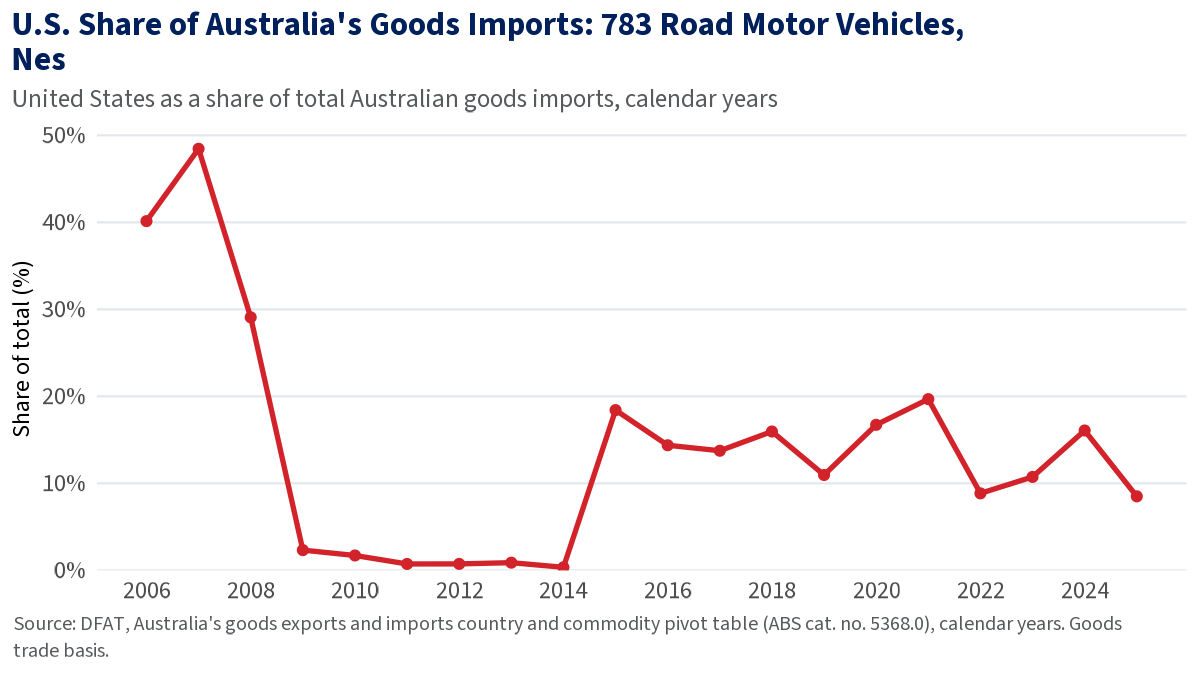 U.S. Share of Australia's Goods Imports: 783 Road Motor Vehicles,
Nes
United States as a share of total Australian goods imports, calendar years
Share of total (%)
50%
40%
30%
20%
10%
0%
2006 2008 2010 2012 2014 2016 2018 2020 2022 2024
Source: DFAT, Australia's goods exports and imports country and commodity pivot table (ABS cat. no. 5368.0), calendar years. Goods
trade basis.